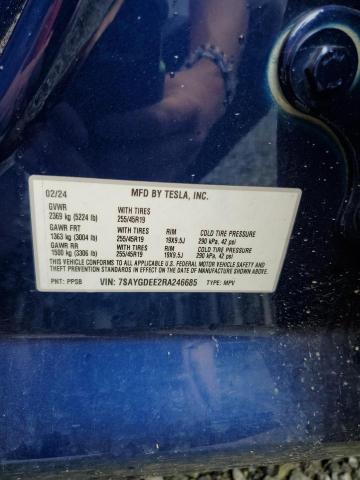 02/24 MFD BY TESLA, INC.
GVWR
2369 kg (5224 lb) WITH TIRES 255/45R19
GAWR FRT WITH TIRES RIM COLD TIRE PRESSURE
1363 kg (3004 lb) 255/45R19 19X9.5J 290 kPa, 42 psi
GAWR RR WITH TIRES RIM COLD TIRE PRESSURE
1500 kg (3306 lb) 255/45R19 19X9.5J 290 kPa, 42 psi
THIS VEHICLE CONFORMS TO ALL APPLICABLE U.S. FEDERAL MOTOR VEHICLE SAFETY AND
THEFT PREVENTION STANDARDS IN EFFECT ON THE DATE OF MANUFACTURE SHOWN ABOVE.
PNT: PPSB VIN: 7SAYGDEE2RA246685 TYPE: MPV